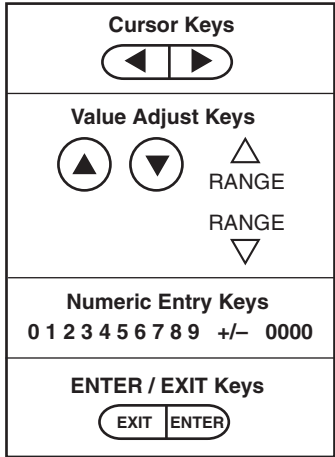 Cursor Keys
Value Adjust Keys
RANGE
RANGE
Numeric Entry Keys
0 1 2 3 4 5 6 7 8 9 +/– 0000
ENTER / EXIT Keys
EXIT ENTER